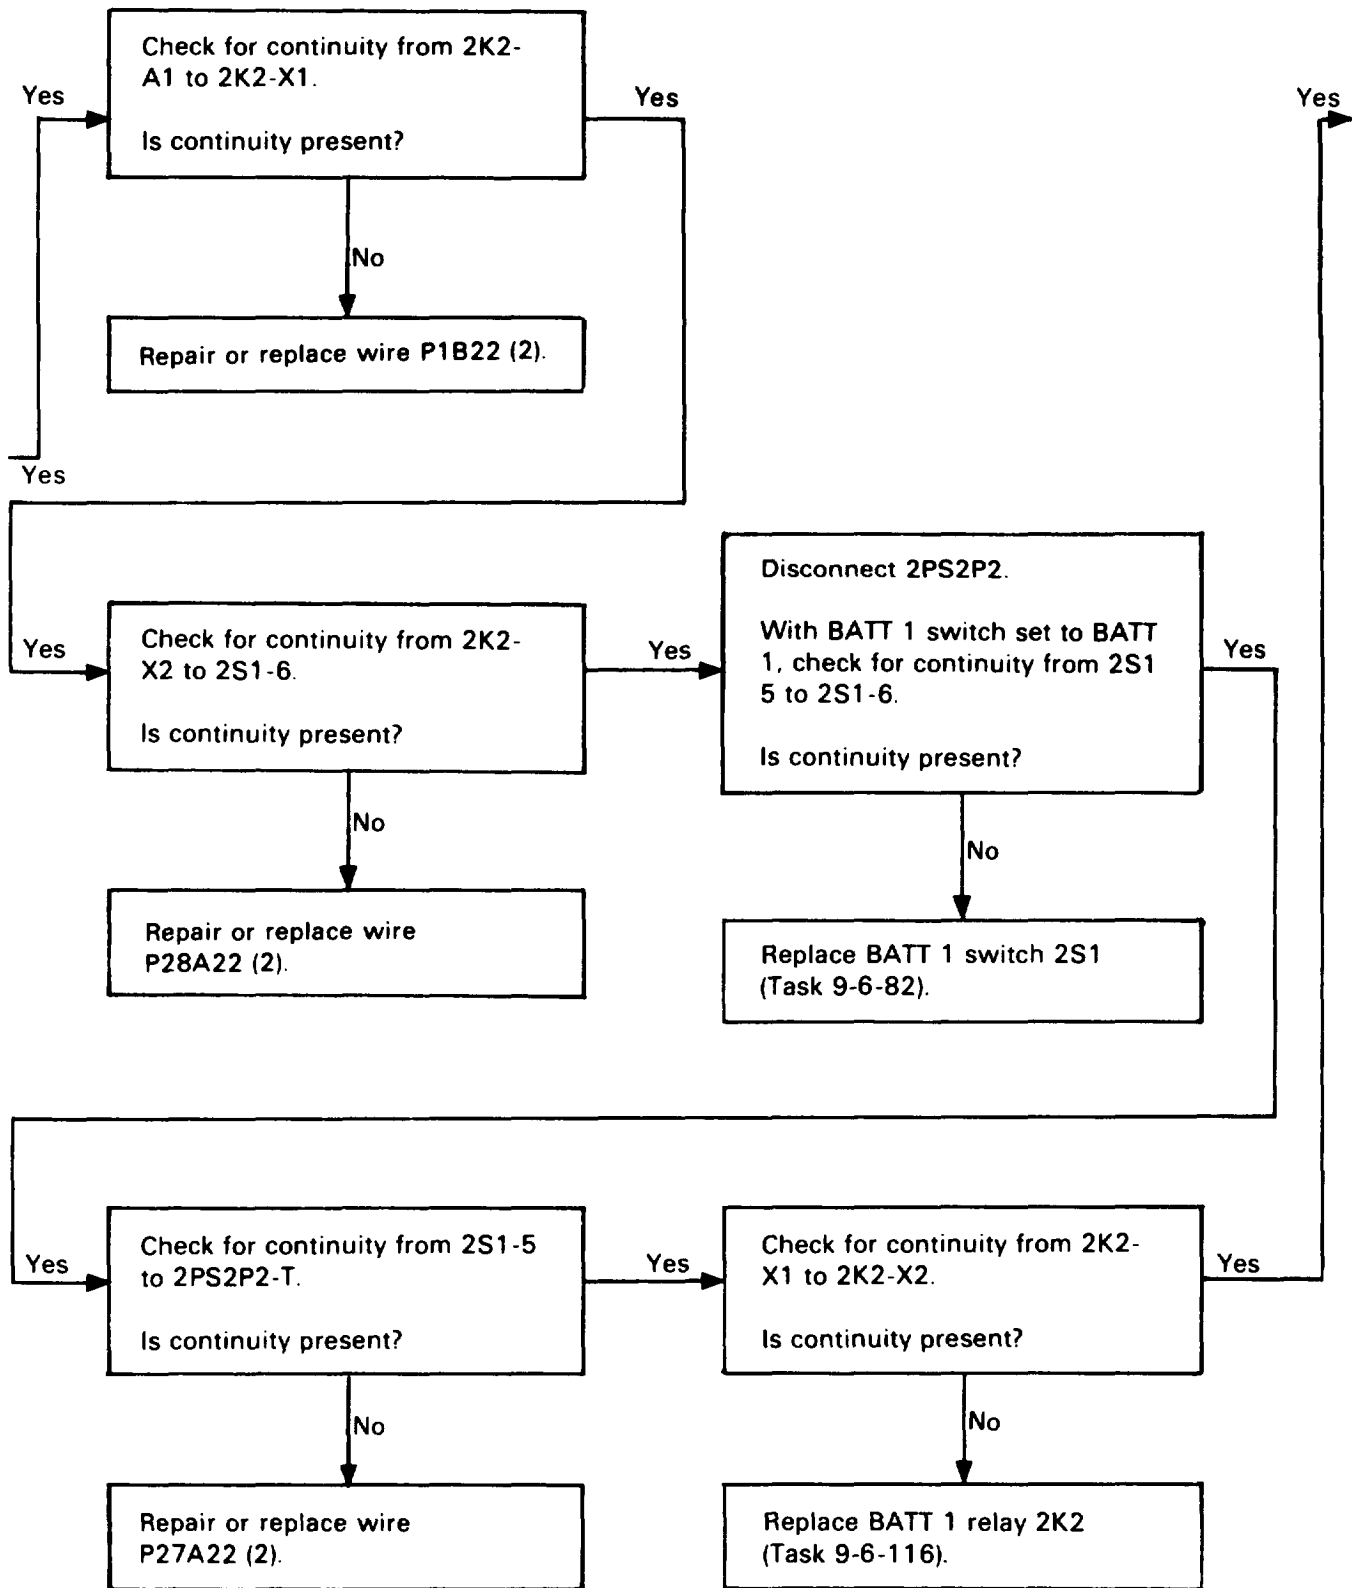 Check for continuity from 2K2-
A1 to 2K2-X1.
Yes
Yes
Yes
Is continuity present?
No
Repair or replace wire P1B22 (2).
Yes
Disconnect 2PS2P2.
With BATT 1 switch set to BATT
1, check for continuity from 2S1
5 to 2S1-6.
Is continuity present?
Yes
Check for continuity from 2K2-
X2 to 2S1-6.
Is continuity present?
Yes
Yes
No
No
Repair or replace wire
P28A22 (2).
Replace BATT 1 switch 2S1
(Task 9-6-82).
Yes
Check for continuity from 2S1-5
to 2PS2P2-T.
Is continuity present?
Yes
Check for continuity from 2K2-
X1 to 2K2-X2.
Is continuity present?
Yes
No
No
Repair or replace wire
P27A22 (2).
Replace BATT 1 relay 2K2
(Task 9-6-116).